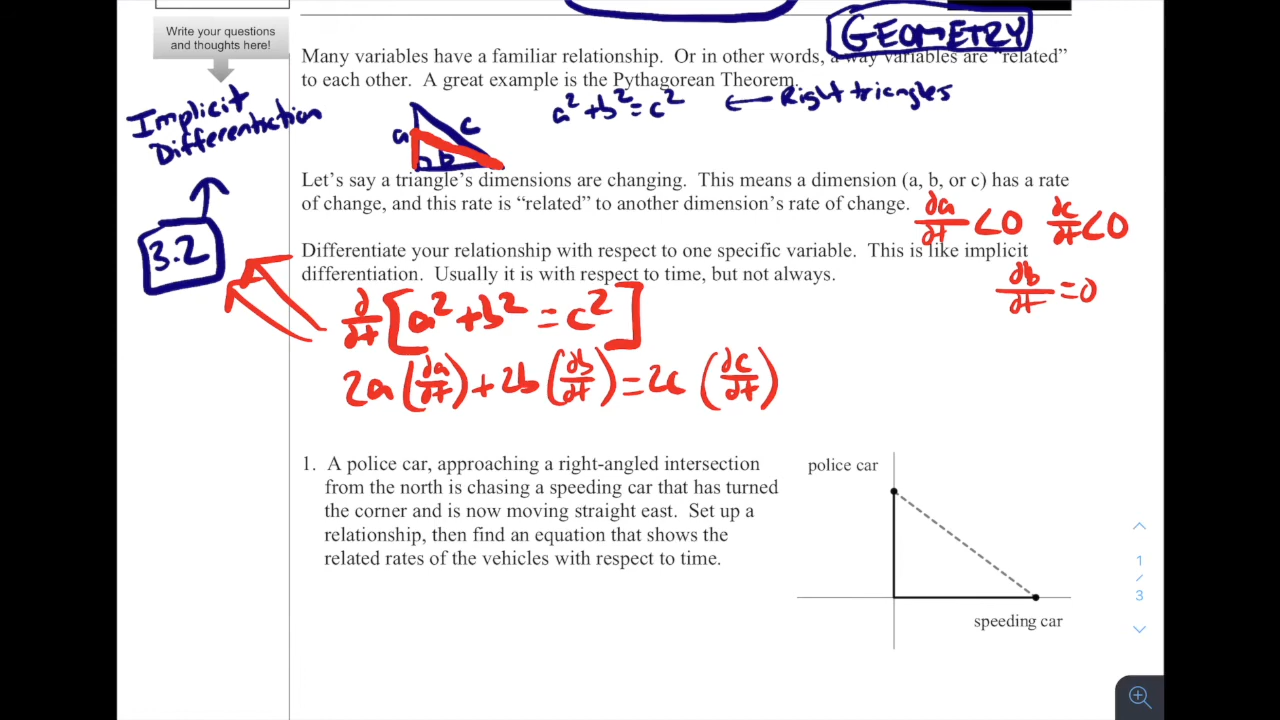 GEOMETRY
Write your questions
and thoughts here!
Many variables have a familiar relationship. Or in other words, a way variables are “related”
to each other. A great example is the Pythagorean Theorem.
a² + b² = c² ← Right triangles
Implicit
Differentiation
a c
b
Let’s say a triangle’s dimensions are changing. This means a dimension (a, b, or c) has a rate
of change, and this rate is “related” to another dimension’s rate of change.
da/dt < 0 dc/dt < 0
3.2
Differentiate your relationship with respect to one specific variable. This is like implicit
differentiation. Usually it is with respect to time, but not always.
db/dt = 0
d/dt [a² + b² = c²]
2a (da/dt) + 2b (db/dt) = 2c (dc/dt)
1. A police car, approaching a right-angled intersection
from the north is chasing a speeding car that has turned
the corner and is now moving straight east. Set up a
relationship, then find an equation that shows the
related rates of the vehicles with respect to time.
police car
speeding car
1
/
3